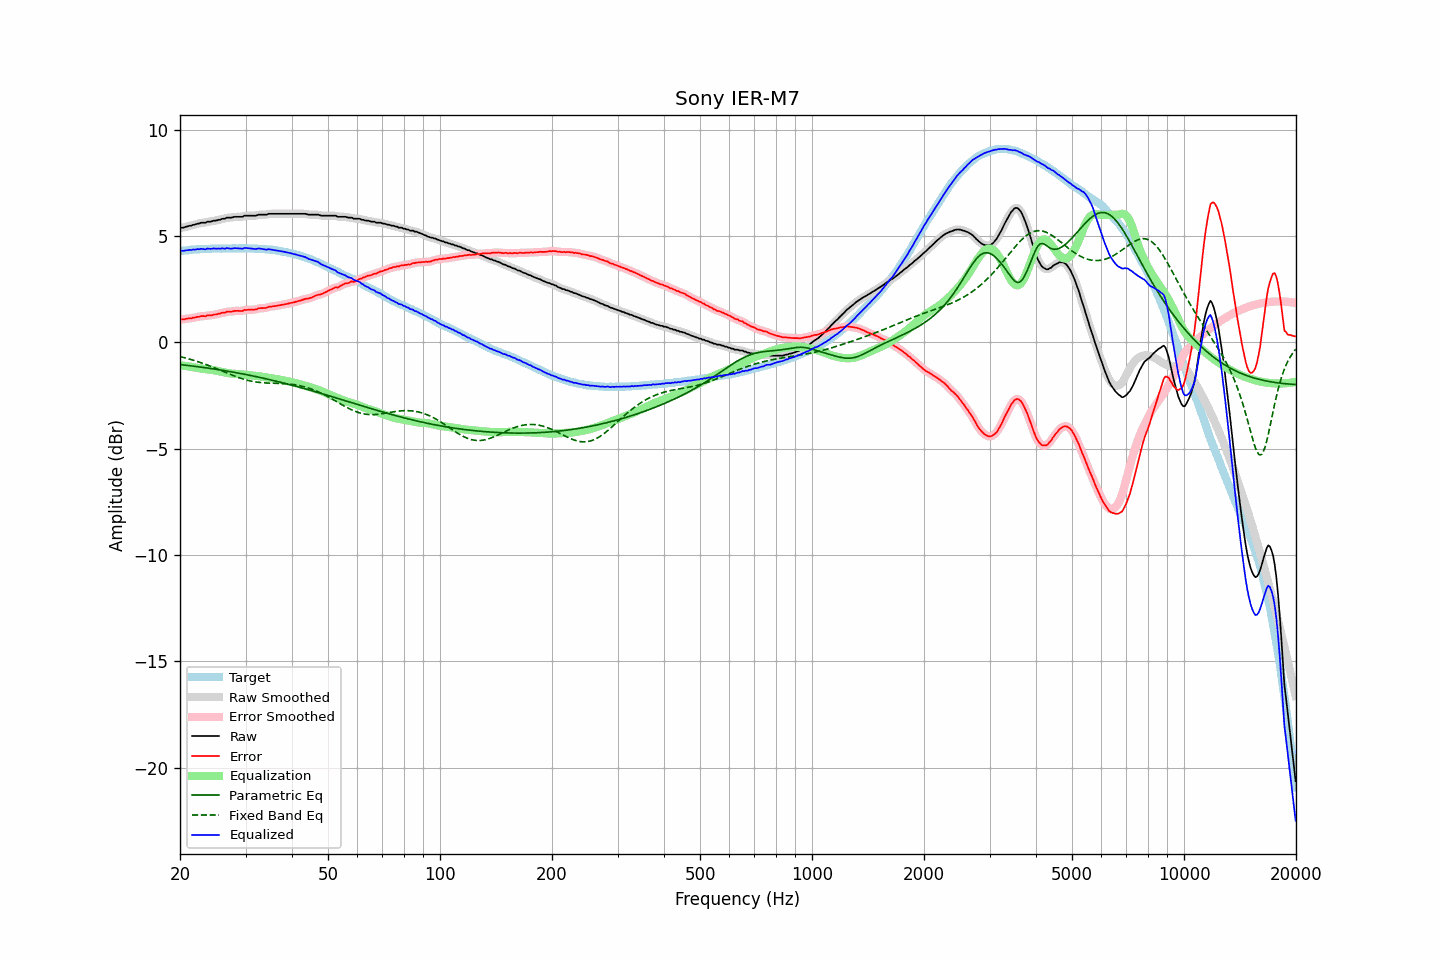 Sony IER-M7
10
5
0
−5
−10
−15
−20
Amplitude (dBr)
Target
Raw Smoothed
Error Smoothed
Raw
Error
Equalization
Parametric Eq
Fixed Band Eq
Equalized
20 50 100 200 500 1000 2000 5000 10000 20000
Frequency (Hz)